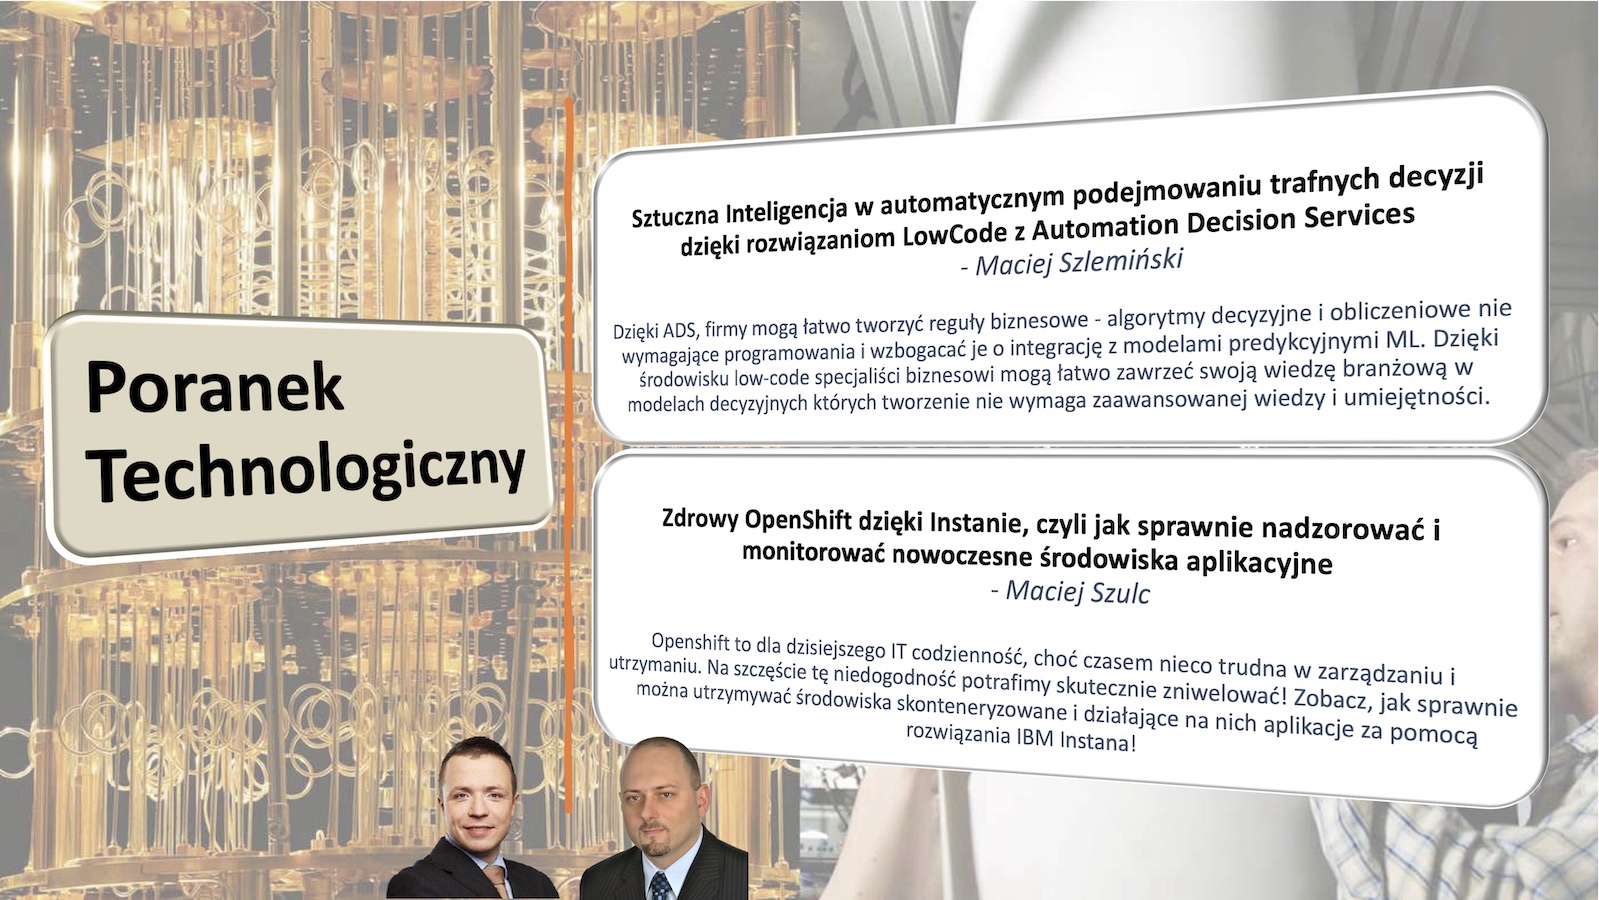 Poranek
Technologiczny
Sztuczna Inteligencja w automatycznym podejmowaniu trafnych decyzji
dzięki rozwiązaniom LowCode z Automation Decision Services
- Maciej Szlemiński
Dzięki ADS, firmy mogą łatwo tworzyć reguły biznesowe - algorytmy decyzyjne i obliczeniowe nie
wymagające programowania i wzbogacać je o integrację z modelami predykcyjnymi ML. Dzięki
środowisku low-code specjaliści biznesowi mogą łatwo zawrzeć swoją wiedzę branżową w
modelach decyzyjnych których tworzenie nie wymaga zaawansowanej wiedzy i umiejętności.
Zdrowy OpenShift dzięki Instanie, czyli jak sprawnie nadzorować i
monitorować nowoczesne środowiska aplikacyjne
- Maciej Szulc
Openshift to dla dzisiejszego IT codzienność, choć czasem nieco trudna w zarządzaniu i
utrzymaniu. Na szczęście tę niedogodność potrafimy skutecznie zniwelować! Zobacz, jak sprawnie
można utrzymywać środowiska skonteneryzowane i działające na nich aplikacje za pomocą
rozwiązania IBM Instana!